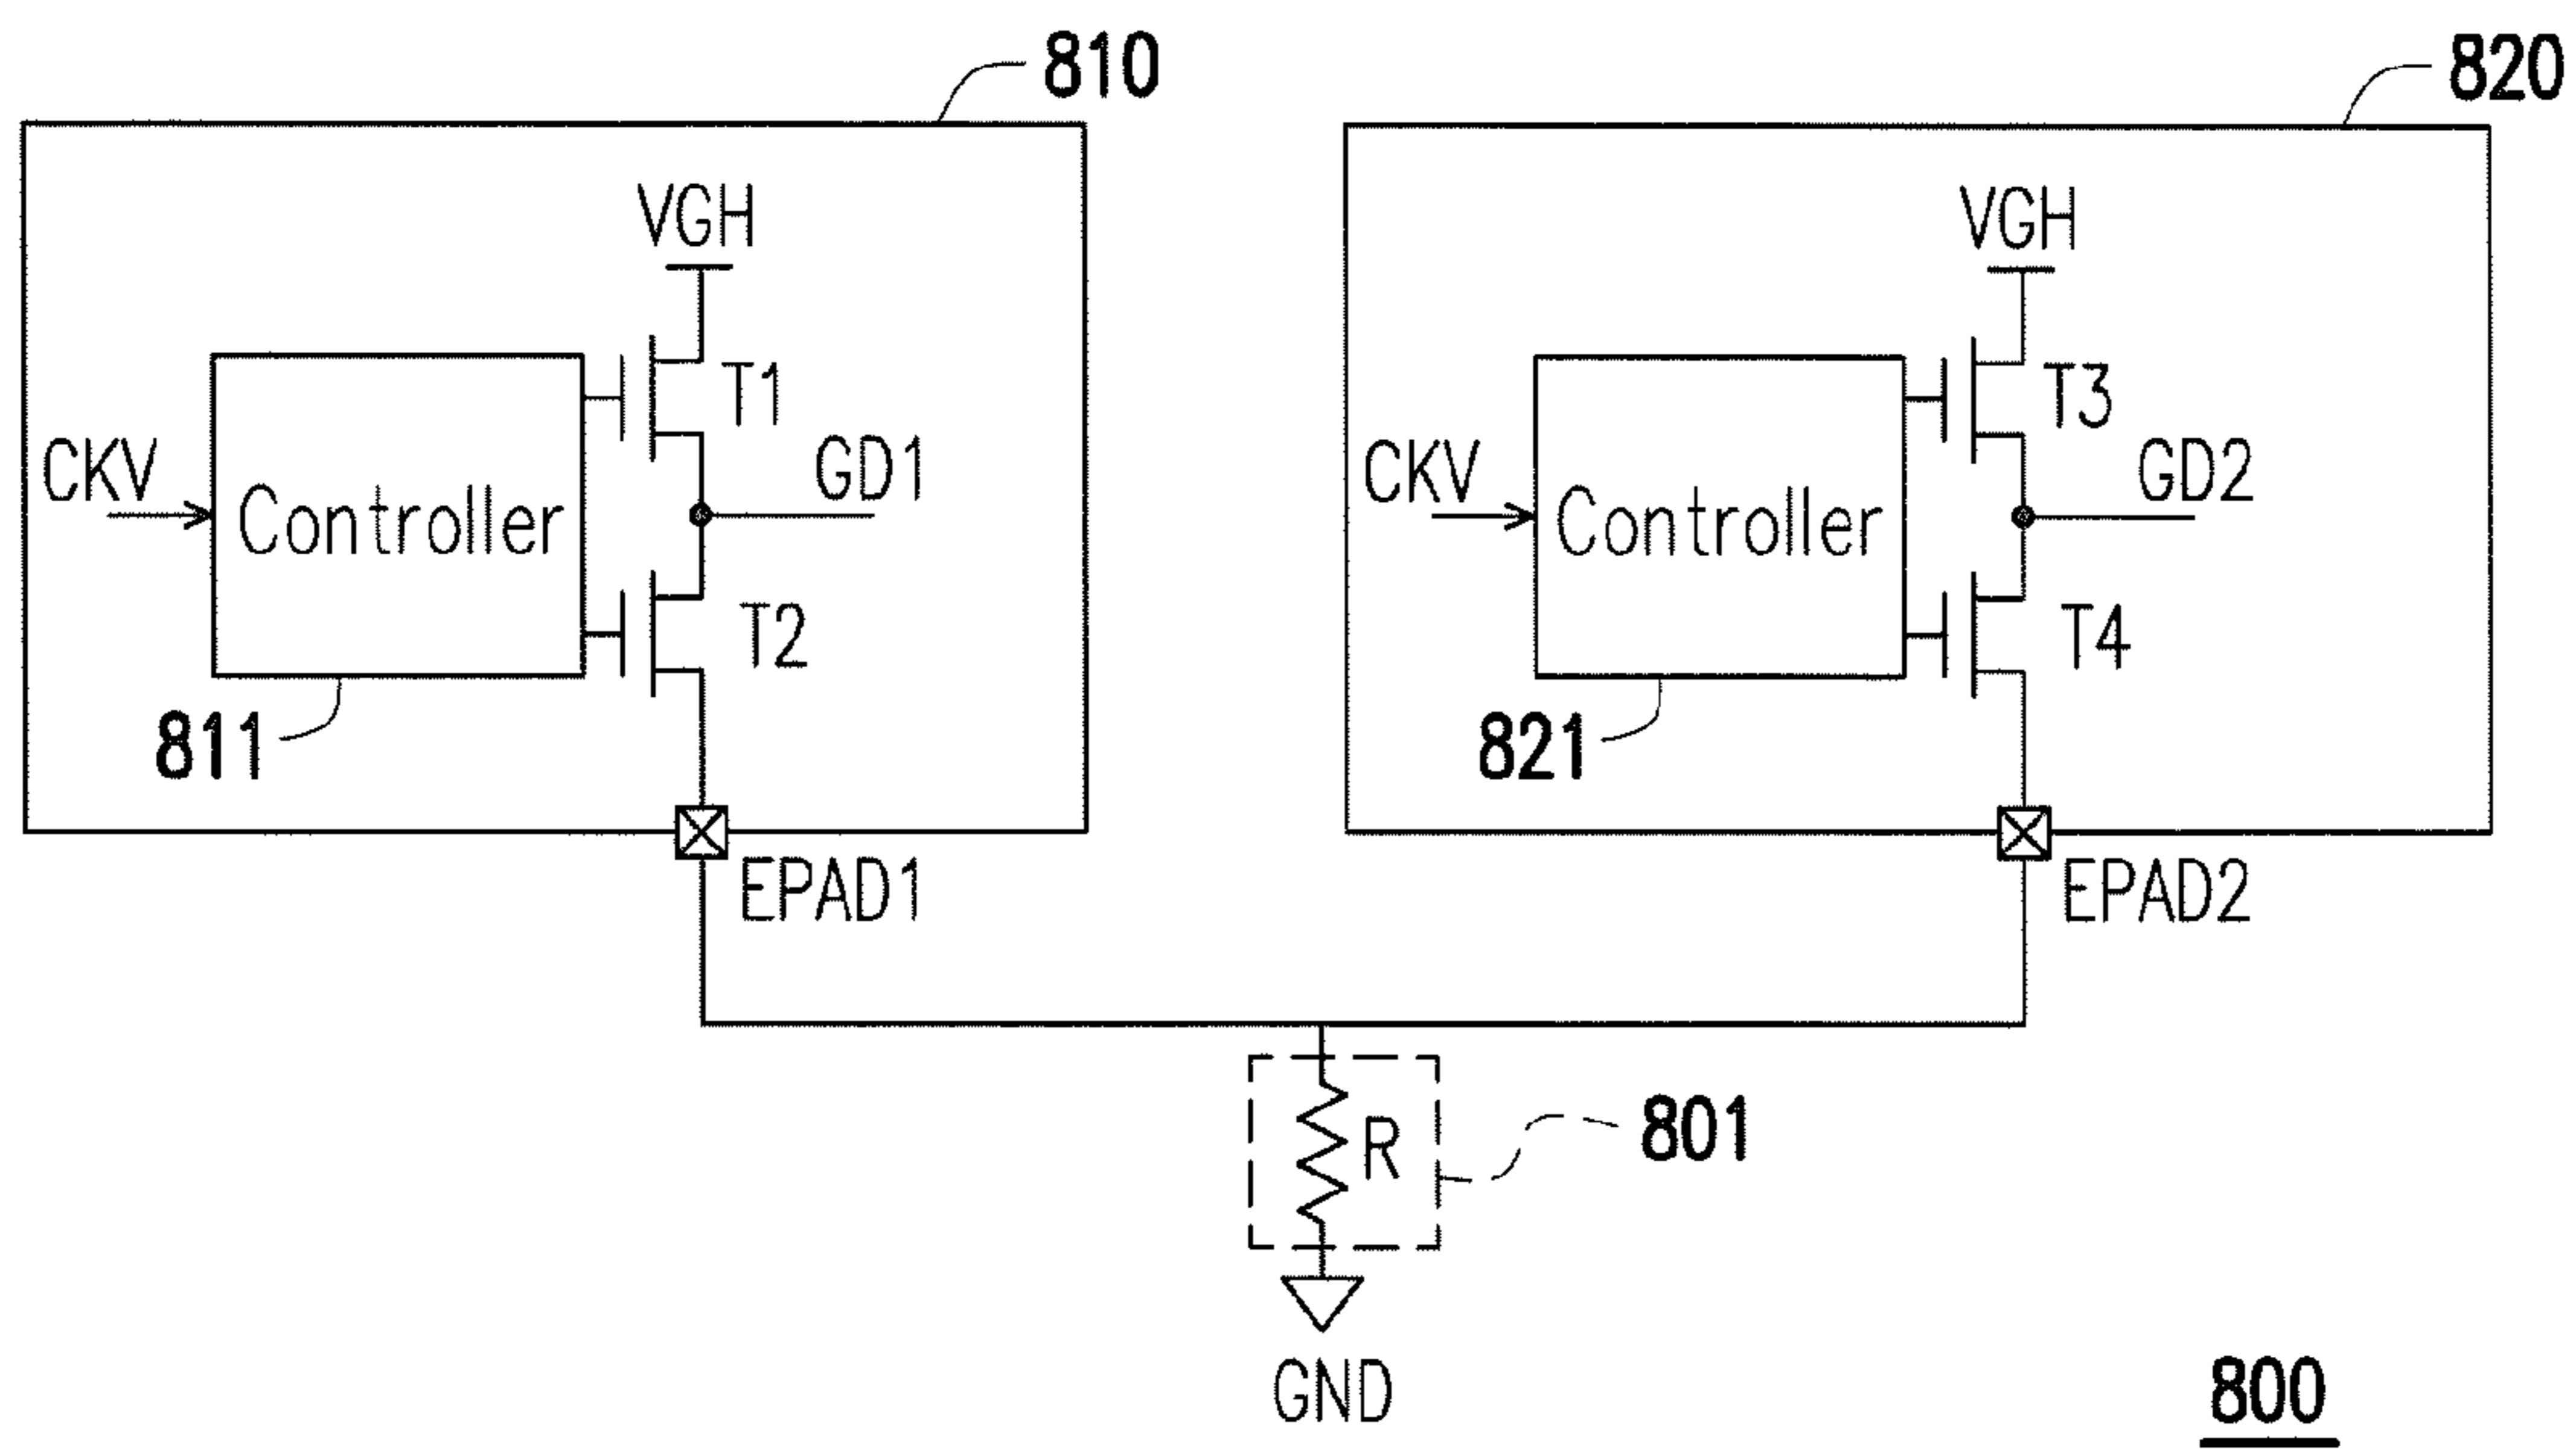 810
820
VGH
VGH
T1
T3
CKV
Controller
GD1
CKV
Controller
GD2
T2
T4
811
821
EPAD1
EPAD2
R
801
GND
800